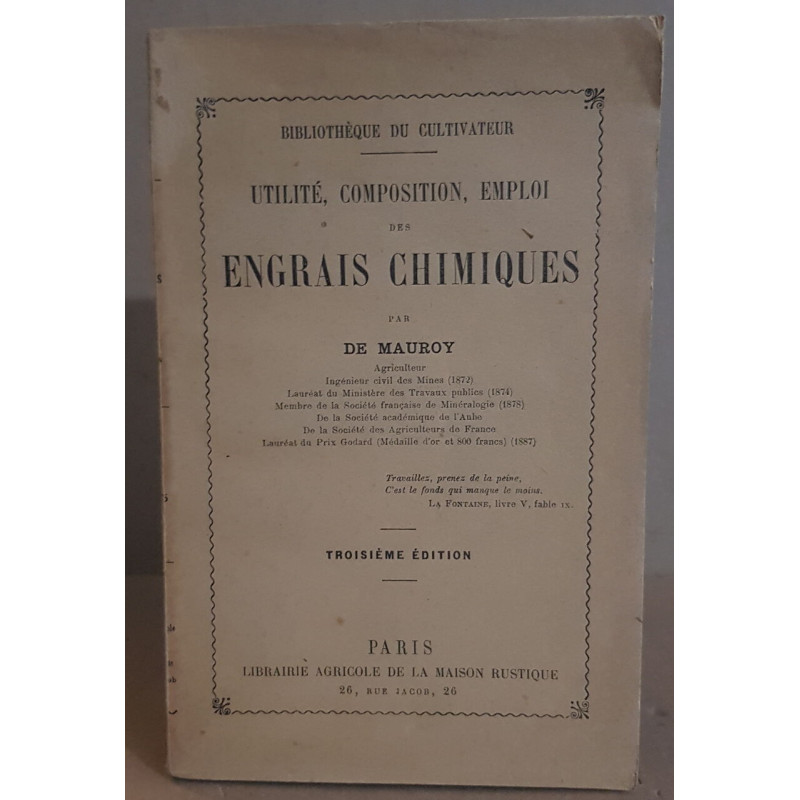 BIBLIOTHÈQUE DU CULTIVATEUR
UTILITÉ, COMPOSITION, EMPLOI
DES
ENGRAIS CHIMIQUES
PAR
DE MAUROY
Agriculteur
Ingénieur civil des Mines (1872)
Lauréat du Ministère des Travaux publics (1874)
Membre de la Société française de Minéralogie (1878)
De la Société académique de l'Aube
De la Société des Agriculteurs de France
Lauréat du Prix Godard (Médaille d'or et 800 francs) (1887)
Travaillez, prenez de la peine,
C'est le fonds qui manque le moins.
LA FONTAINE, livre V, fable IX.
TROISIÈME ÉDITION
PARIS
LIBRAIRIE AGRICOLE DE LA MAISON RUSTIQUE
26, RUE JACOB, 26